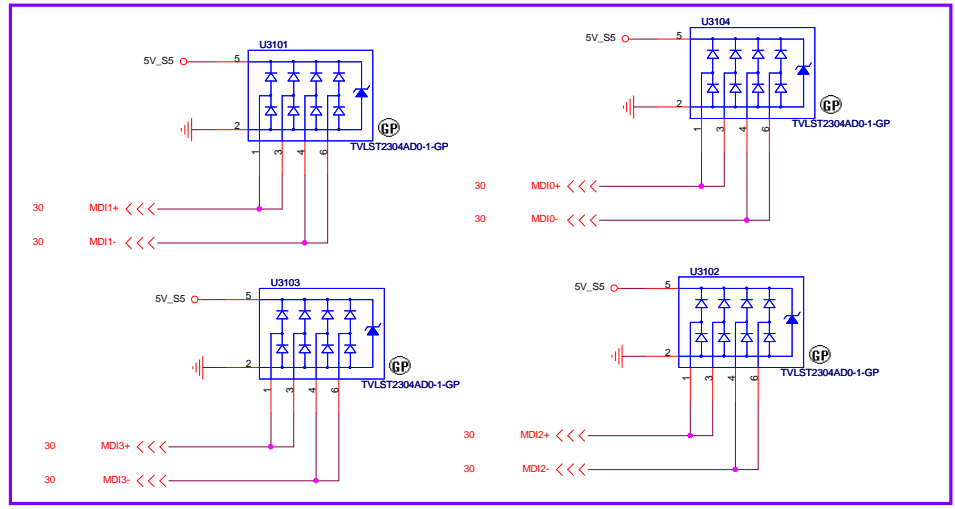 U3101
5V_S5
5
2
GP
TVLST2304AD0-1-GP
1
3
4
6
30 MDI1+
30 MDI1-
U3104
5V_S5
5
2
GP
TVLST2304AD0-1-GP
1
3
4
6
30 MDI0+
30 MDI0-
U3103
5V_S5
5
2
GP
TVLST2304AD0-1-GP
1
3
4
6
30 MDI3+
30 MDI3-
U3102
5V_S5
5
2
GP
TVLST2304AD0-1-GP
1
3
4
6
30 MDI2+
30 MDI2-